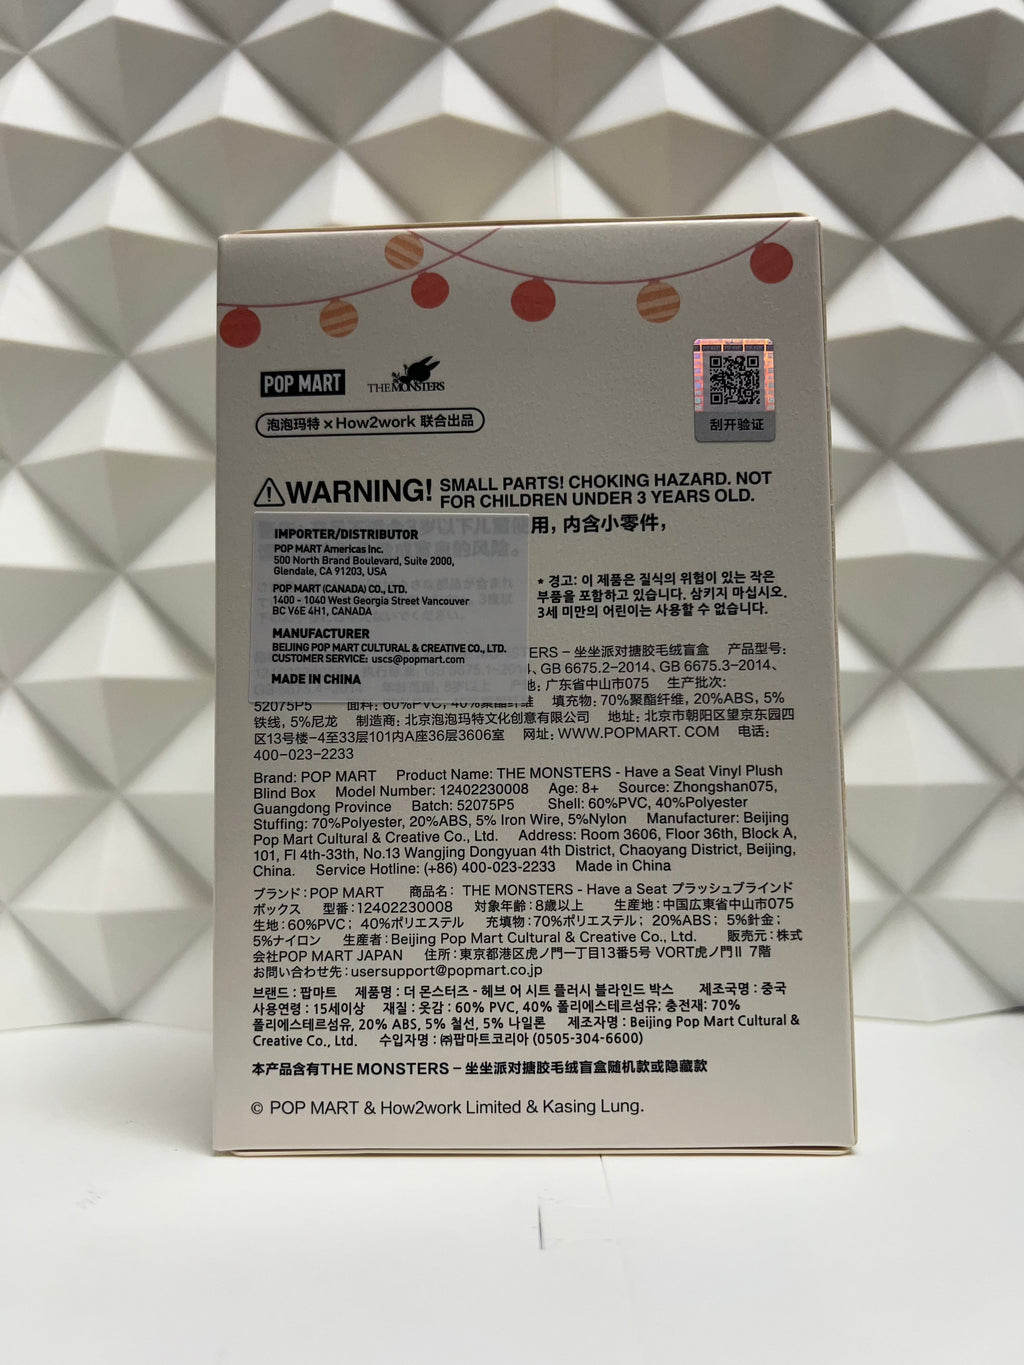 POP MART
THE MONSTERS
泡泡玛特 × How2work 联合出品
刮开验证
WARNING! SMALL PARTS! CHOKING HAZARD. NOT
FOR CHILDREN UNDER 3 YEARS OLD.
用，内含小零件，
IMPORTER/DISTRIBUTOR
POP MART Americas Inc.
500 North Brand Boulevard, Suite 2000,
Glendale, CA 91203, USA
POP MART (CANADA) CO., LTD.
1400 - 1040 West Georgia Street Vancouver
BC V6E 4H1, CANADA
MANUFACTURER
BEIJING POP MART CULTURAL & CREATIVE CO., LTD.
CUSTOMER SERVICE: uscs@popmart.com
MADE IN CHINA
* 경고: 이 제품은 질식의 위험이 있는 작은
부품을 포함하고 있습니다. 삼키지 마십시오.
3세 미만의 어린이는 사용할 수 없습니다.
ERS – 坐坐派对搪胶毛绒盲盒 产品型号：
、GB 6675.2–2014、GB 6675.3–2014、
地：广东省中山市075 生产批次：
52075P5 面料：60%PVC, 40%聚酯纤维 填充物：70%聚酯纤维，20%ABS，5%
铁线，5%尼龙 制造商：北京泡泡玛特文化创意有限公司 地址：北京市朝阳区望京东园四
区13号楼–4至33层101内A座36层3606室 网址：WWW.POPMART.COM 电话：
400–023–2233
Brand: POP MART Product Name: THE MONSTERS - Have a Seat Vinyl Plush
Blind Box Model Number: 12402230008 Age: 8+ Source: Zhongshan075,
Guangdong Province Batch: 52075P5 Shell: 60%PVC, 40%Polyester
Stuffing: 70%Polyester, 20%ABS, 5% Iron Wire, 5%Nylon Manufacturer: Beijing
Pop Mart Cultural & Creative Co., Ltd. Address: Room 3606, Floor 36th, Block A,
101, Fl 4th-33th, No.13 Wangjing Dongyuan 4th District, Chaoyang District, Beijing,
China. Service Hotline: (+86) 400-023-2233 Made in China
ブランド：POP MART 商品名： THE MONSTERS - Have a Seat プラッシュブラインド
ボックス 型番：12402230008 対象年齢：8歳以上 生産地：中国広東省中山市075
生地：60%PVC； 40%ポリエステル 充填物：70%ポリエステル； 20%ABS； 5%針金；
5%ナイロン 生産者：Beijing Pop Mart Cultural & Creative Co., Ltd. 販売元：株式
会社POP MART JAPAN 住所：東京都港区虎ノ門一丁目13番5号 VORT虎ノ門II 7階
お問い合わせ先：usersupport@popmart.co.jp
브랜드 : 팝마트 제품명 : 더 몬스터즈 - 헤브 어 시트 플러시 블라인드 박스 제조국명 : 중국
사용연령 : 15세이상 재질 : 옷감 : 60% PVC, 40% 폴리에스테르섬유; 충전재: 70%
폴리에스테르섬유, 20% ABS, 5% 철선, 5% 나일론 제조자명 : Beijing Pop Mart Cultural &
Creative Co., Ltd. 수입자명 : ㈜팝마트코리아 (0505-304-6600)
本产品含有THE MONSTERS – 坐坐派对搪胶毛绒盲盒随机款或隐藏款
© POP MART & How2work Limited & Kasing Lung.